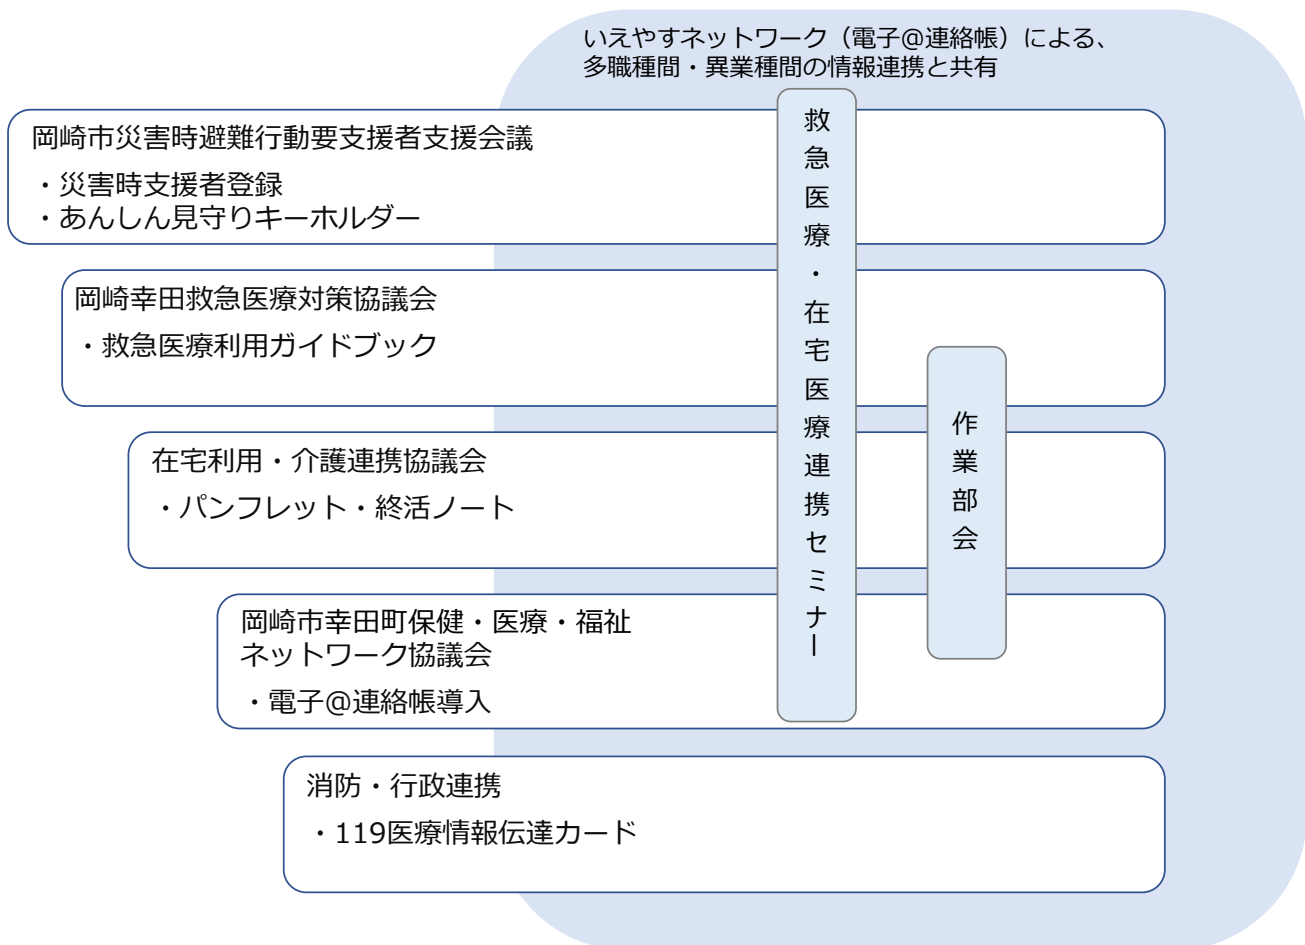 いえやすネットワーク（電子@連絡帳）による、
多職種間・異業種間の情報連携と共有
岡崎市災害時避難行動要支援者支援会議
・災害時支援者登録
・あんしん見守りキーホルダー
岡崎幸田救急医療対策協議会
・救急医療利用ガイドブック
在宅利用・介護連携協議会
・パンフレット・終活ノート
岡崎市幸田町保健・医療・福祉
ネットワーク協議会
・電子@連絡帳導入
消防・行政連携
・119医療情報伝達カード
救急医療・在宅医療連携セミナー
作業部会